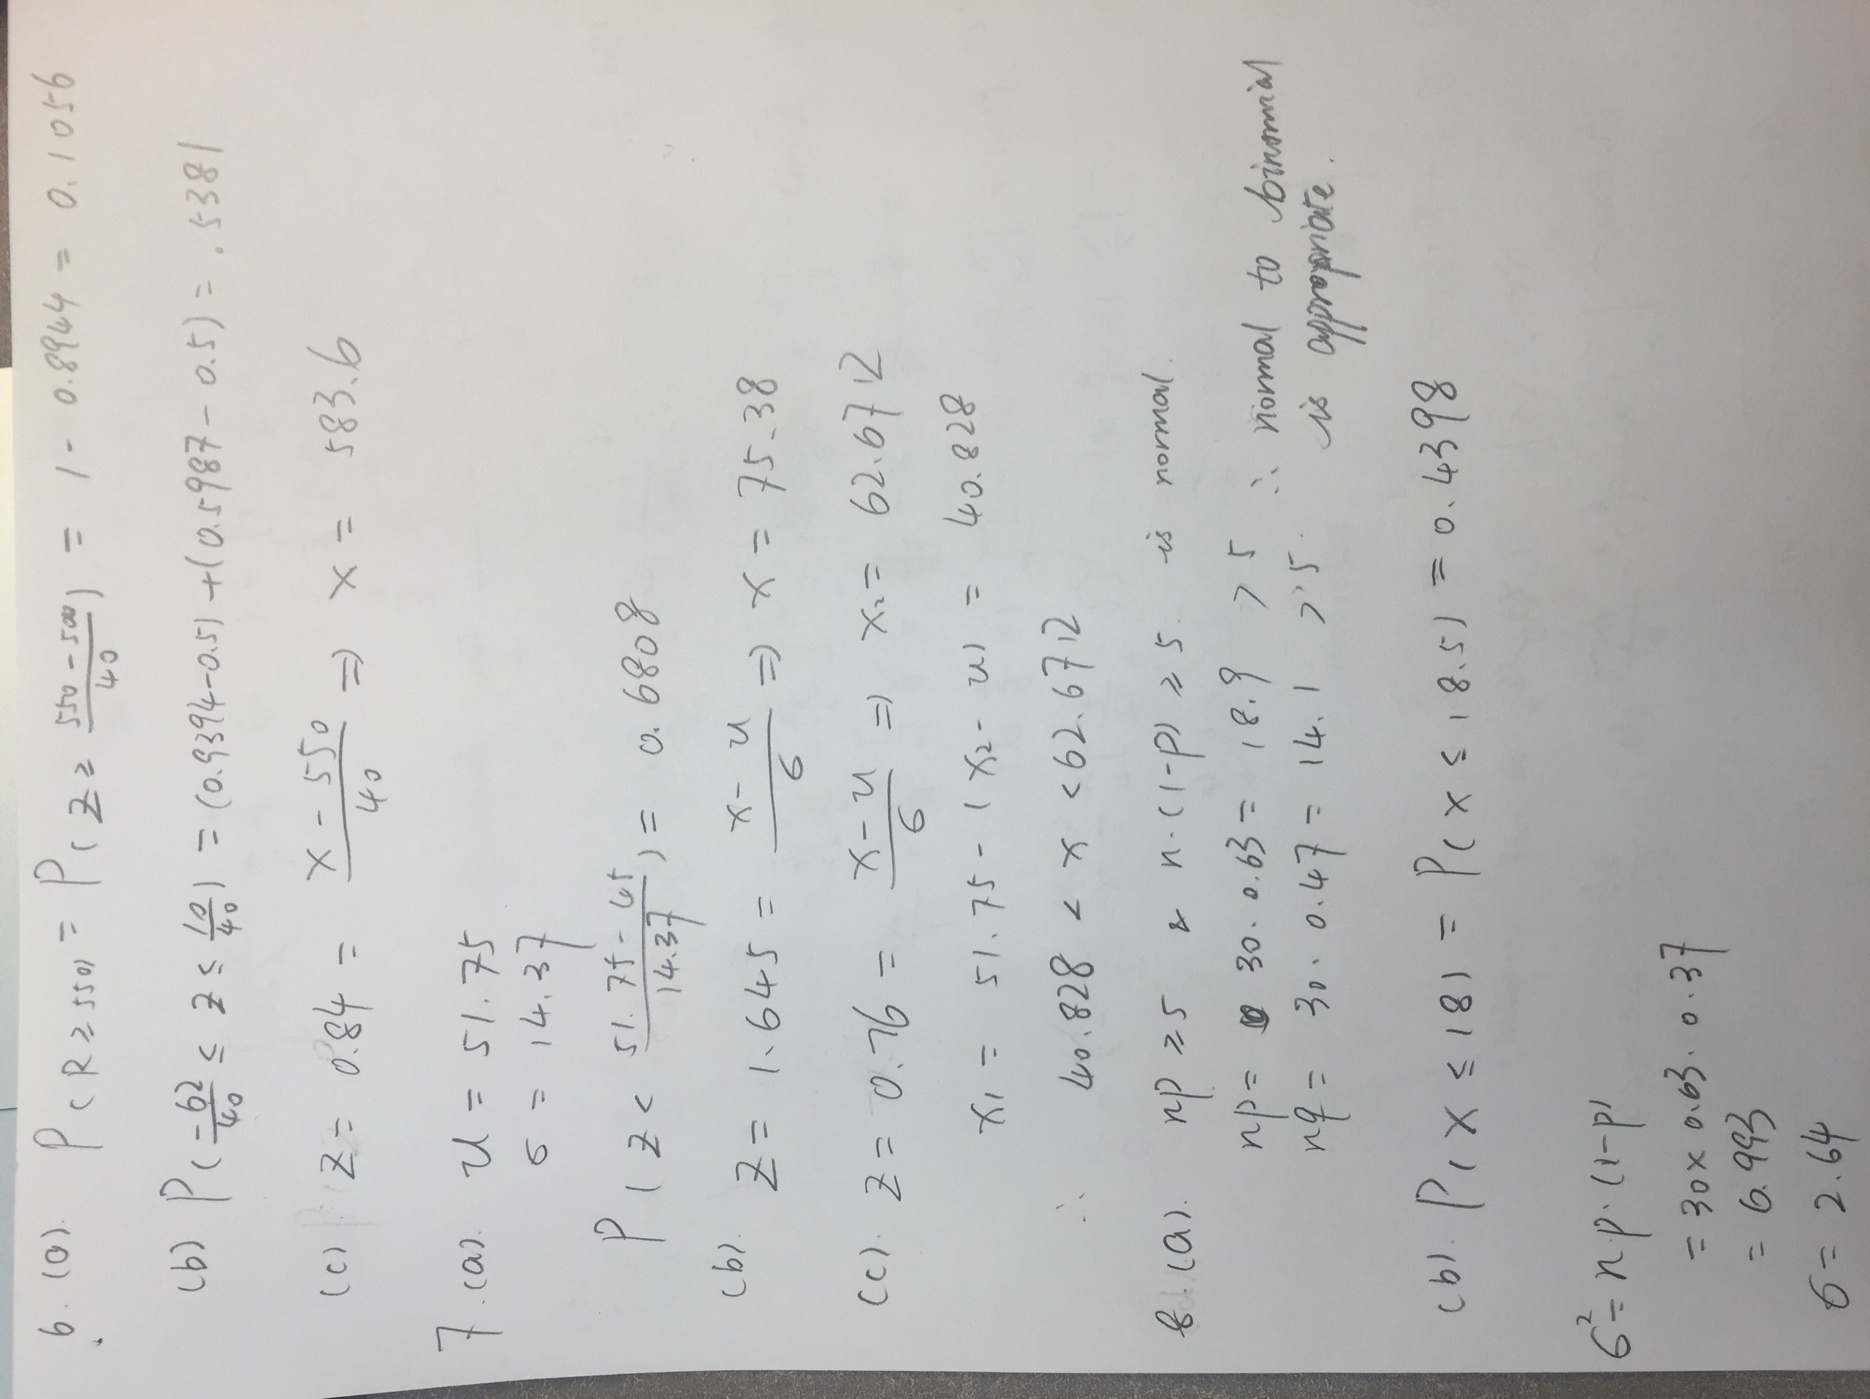 6. (a). P(R≥550) = P(Z≥ (550-500)/40) = 1-0.8944 = 0.1056
(b) P(-62/40 ≤ Z ≤ 10/40) = (0.9394-0.5)+(0.5987-0.5) = .5381
(c) Z = 0.84 = (x-550)/40 => x = 583.6
7. (a). u = 51.75
σ = 14.37
P(Z< (51.75-45)/14.37) = 0.6808
(b). Z = 1.645 = (x-u)/σ => x = 75.38
(c). Z = 0.76 = (x-u)/σ => x₂ = 62.6712
x₁ = 51.75-(x₂-u) = 40.828
∴ 40.828 < x < 62.6712
8. (a). np≥5 & n·(1-p)≥5. is normal.
np = 30·0.63 = 18.9 > 5 ∴ normal to binomial
nq = 30·0.47 = 14.1 > 5. is appropriate.
(b). P(x≤18) = P(x≤18.5) = 0.4398
σ² = n·p·(1-p)
= 30×0.63·0.37
= 6.993
σ = 2.64